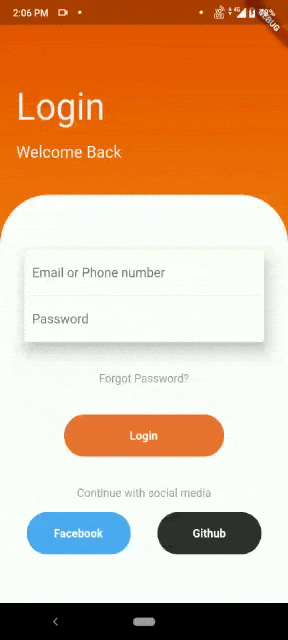 2:06 PM
4G
DEBUG
Login
Welcome Back
Email or Phone number
Password
Forgot Password?
Login
Continue with social media
Facebook
Github